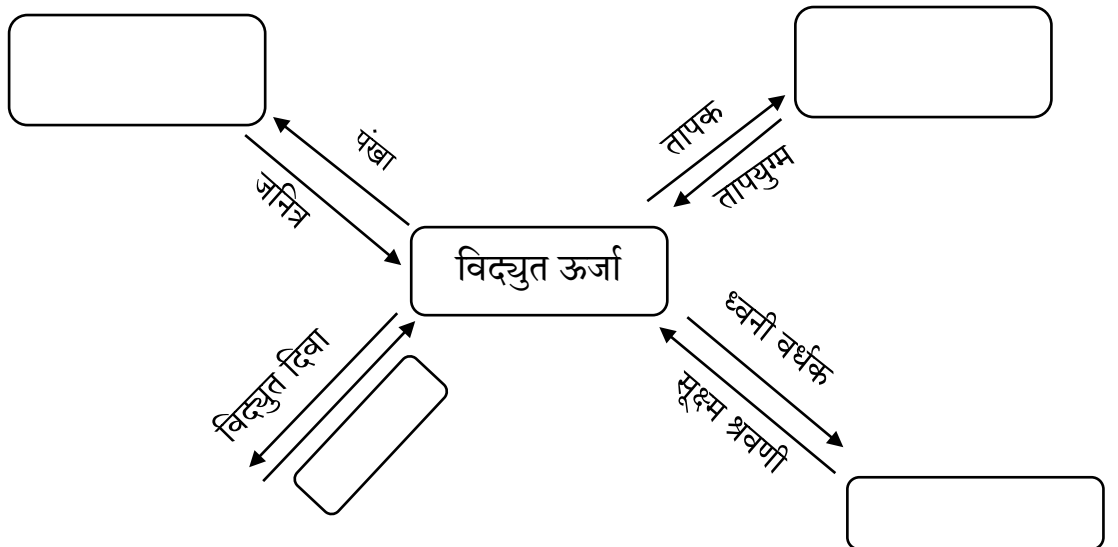 पंखा
जनित्र
तापक
तापयुग्म
विद्युत ऊर्जा
विद्युत दिवा
ध्वनी वर्धक
सूक्ष्म श्रवणी